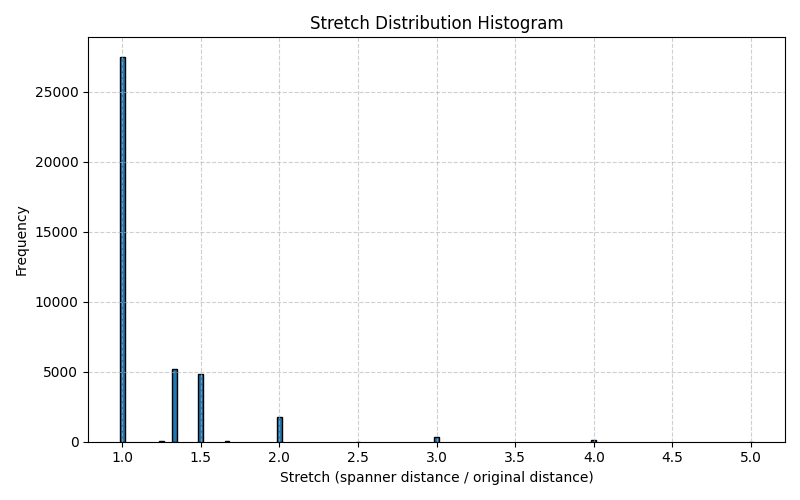 Stretch Distribution Histogram
Frequency
25000
20000
15000
10000
5000
0
1.0 1.5 2.0 2.5 3.0 3.5 4.0 4.5 5.0
Stretch (spanner distance / original distance)